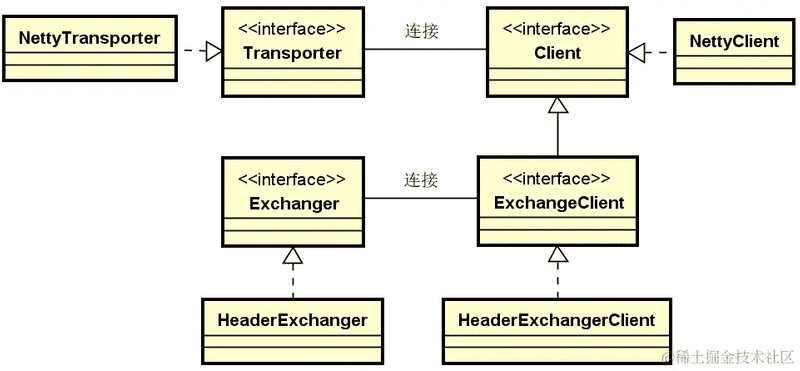 NettyTransporter
<<interface>>
Transporter
连接
<<interface>>
Client
NettyClient
<<interface>>
Exchanger
连接
<<interface>>
ExchangeClient
HeaderExchanger
HeaderExchangerClient
@稀土掘金技术社区